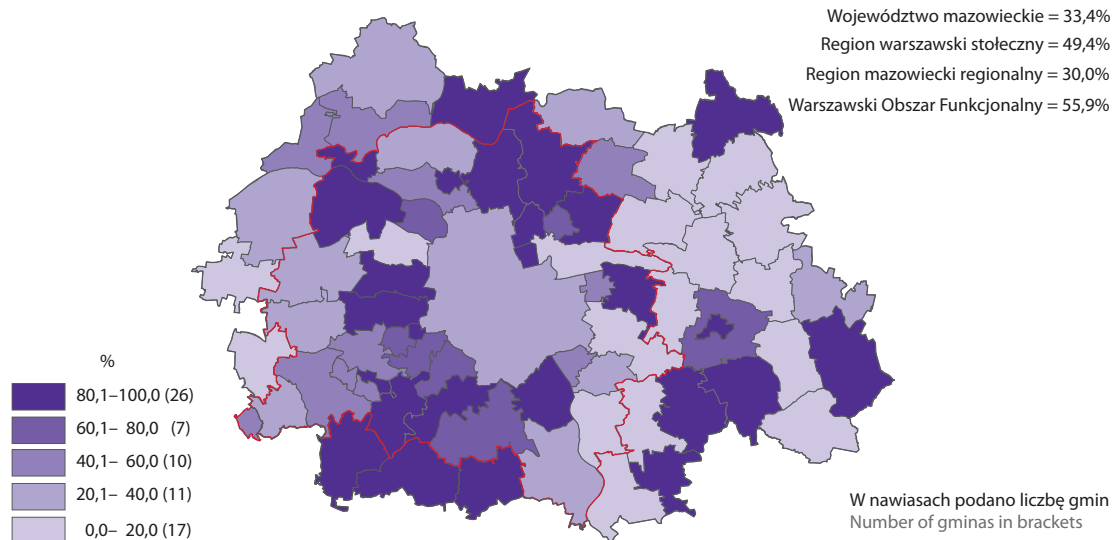 Województwo mazowieckie = 33,4%
Region warszawski stołeczny = 49,4%
Region mazowiecki regionalny = 30,0%
Warszawski Obszar Funkcjonalny = 55,9%
%
80,1–100,0 (26)
60,1– 80,0 (7)
40,1– 60,0 (10)
20,1– 40,0 (11)
0,0– 20,0 (17)
W nawiasach podano liczbę gmin
Number of gminas in brackets